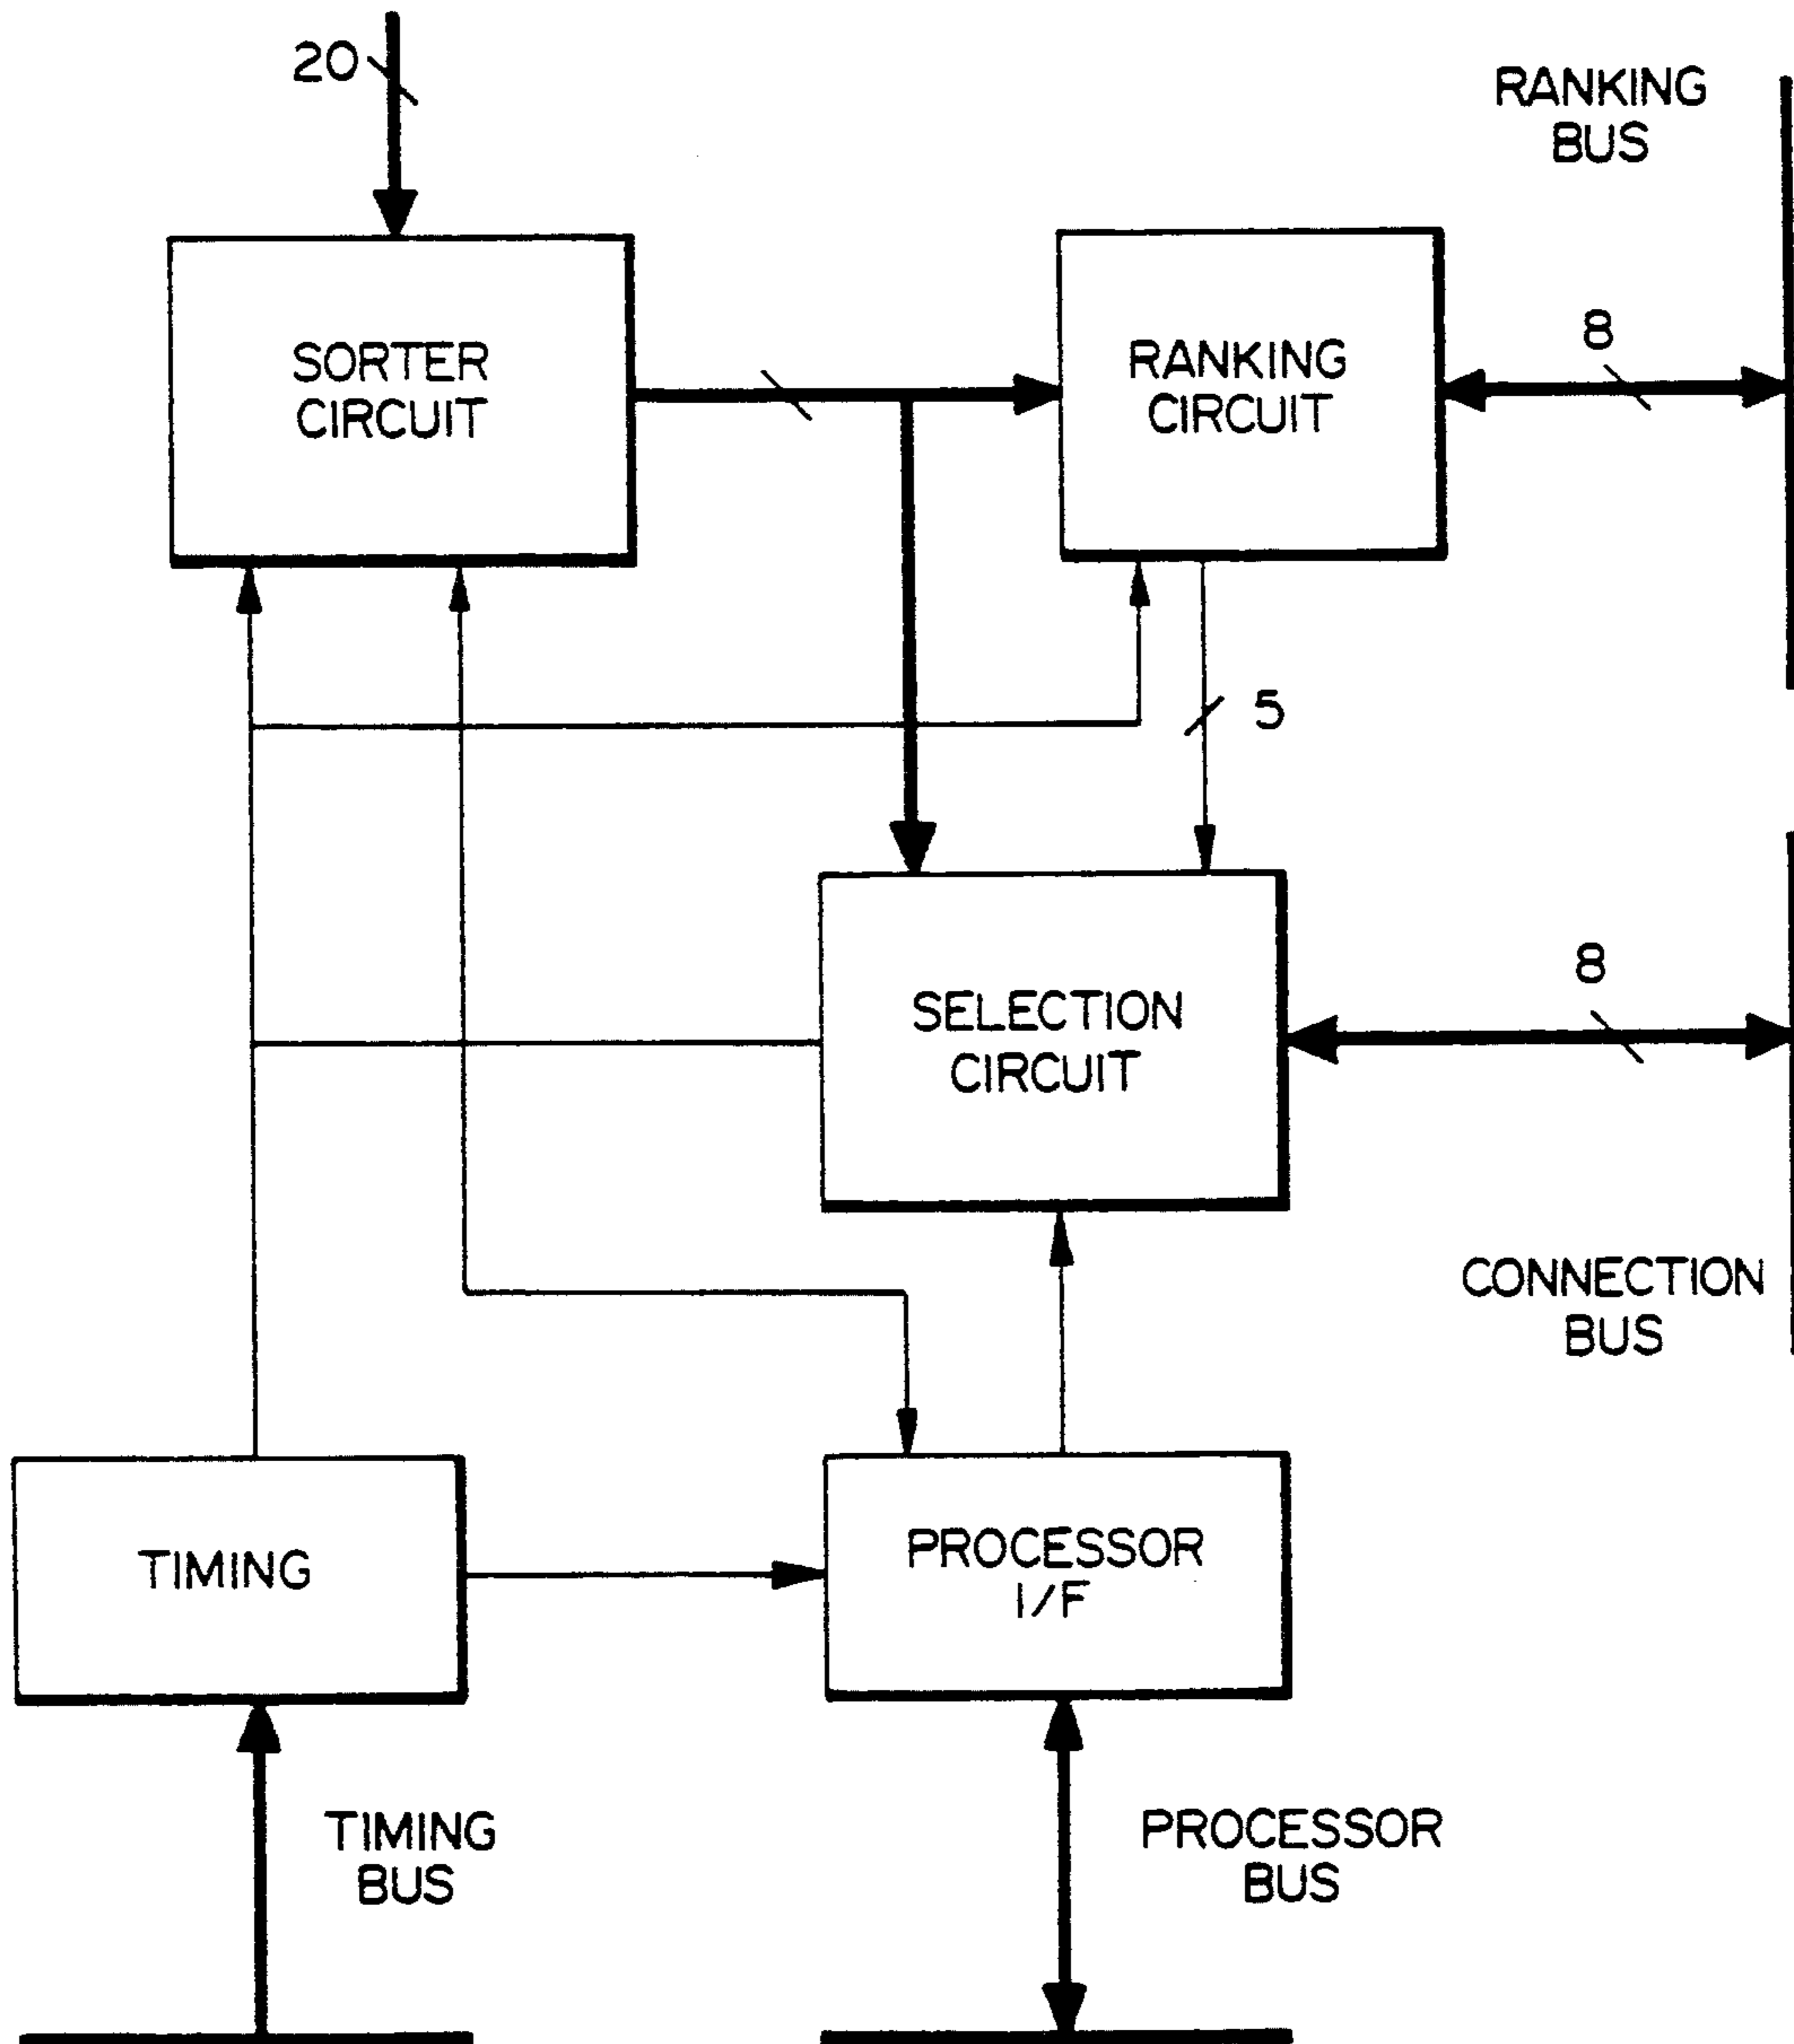 20
RANKING
BUS
SORTER
CIRCUIT
RANKING
CIRCUIT
8
5
SELECTION
CIRCUIT
8
CONNECTION
BUS
TIMING
PROCESSOR
I/F
TIMING
BUS
PROCESSOR
BUS